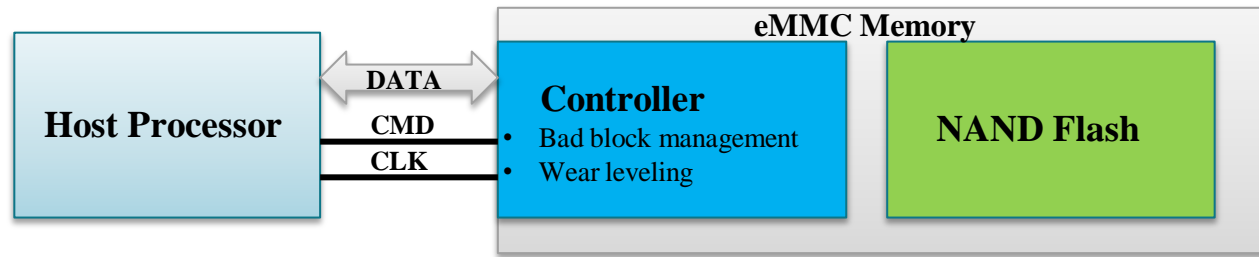 eMMC Memory
Host Processor
DATA
CMD
CLK
Controller
• Bad block management
• Wear leveling
NAND Flash